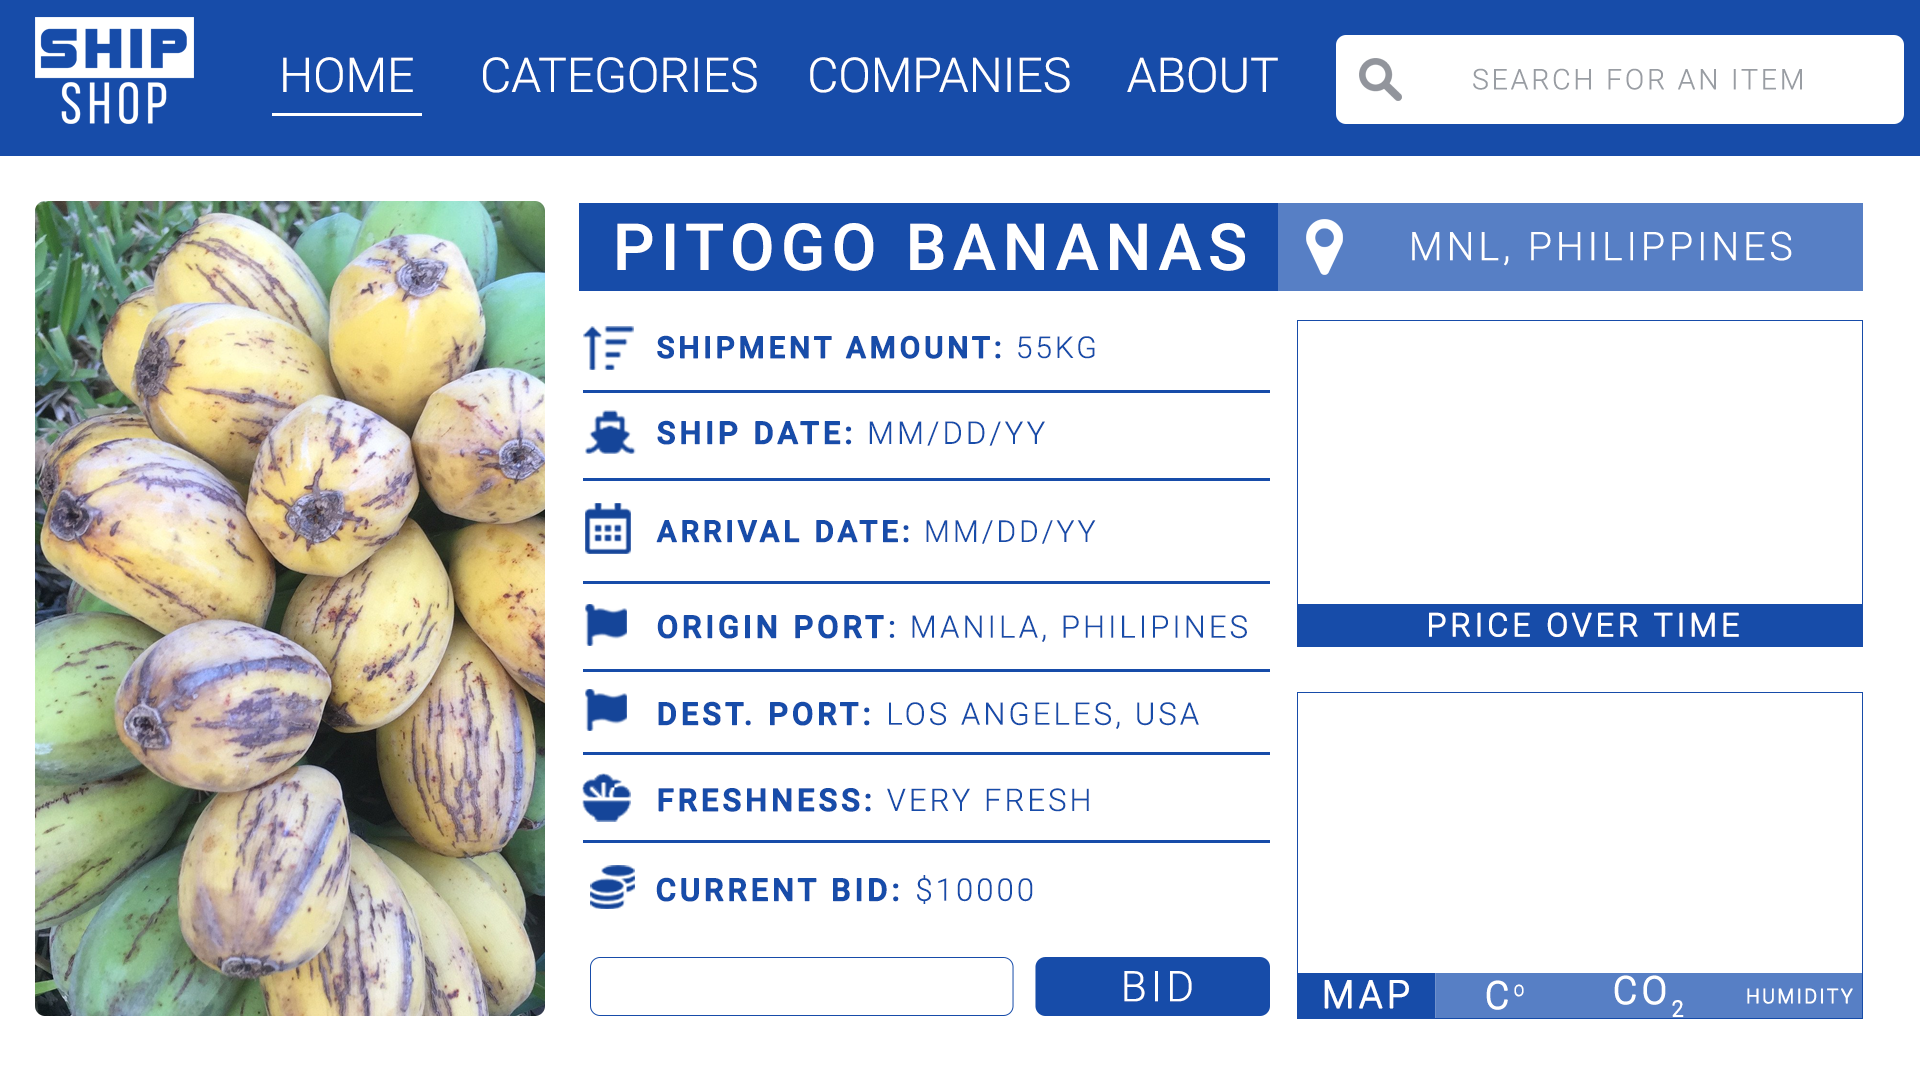 SHIP
SHOP
HOME
CATEGORIES
COMPANIES
ABOUT
SEARCH FOR AN ITEM
PITOGO BANANAS
MNL, PHILIPPINES
SHIPMENT AMOUNT: 55KG
SHIP DATE: MM/DD/YY
ARRIVAL DATE: MM/DD/YY
ORIGIN PORT: MANILA, PHILIPINES
DEST. PORT: LOS ANGELES, USA
FRESHNESS: VERY FRESH
CURRENT BID: $10000
BID
PRICE OVER TIME
MAP
Cº
CO₂
HUMIDITY